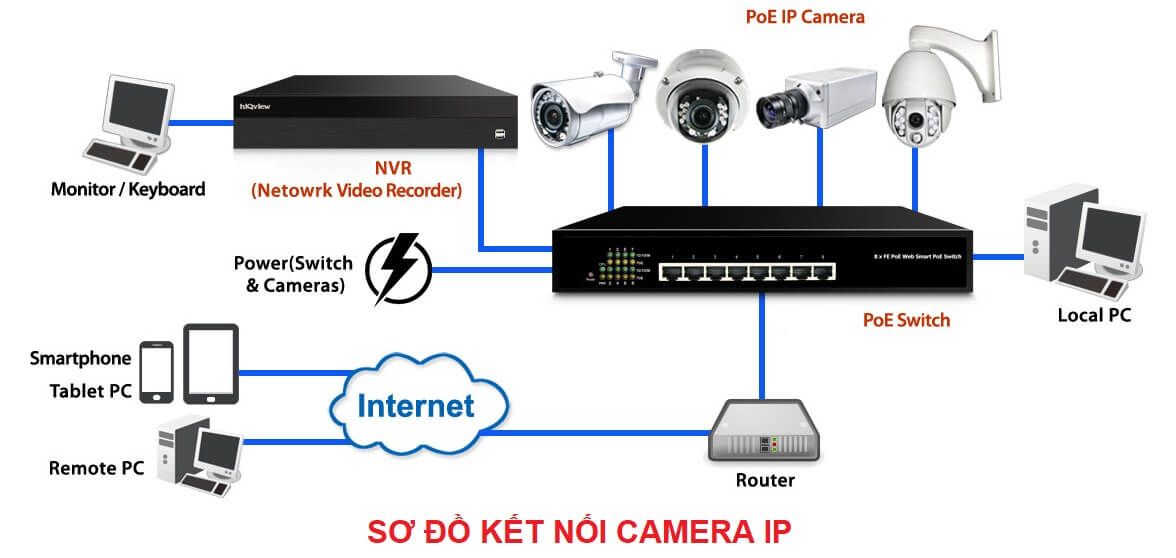 PoE IP Camera
hIQview
NVR
(Netowrk Video Recorder)
Monitor / Keyboard
Power(Switch
& Cameras)
1 2 3 4 5 6 7 8
8 x FE PoE Web Smart PoE Switch
PoE Switch
Local PC
Smartphone
Tablet PC
Internet
Remote PC
Router
SƠ ĐỒ KẾT NỐI CAMERA IP